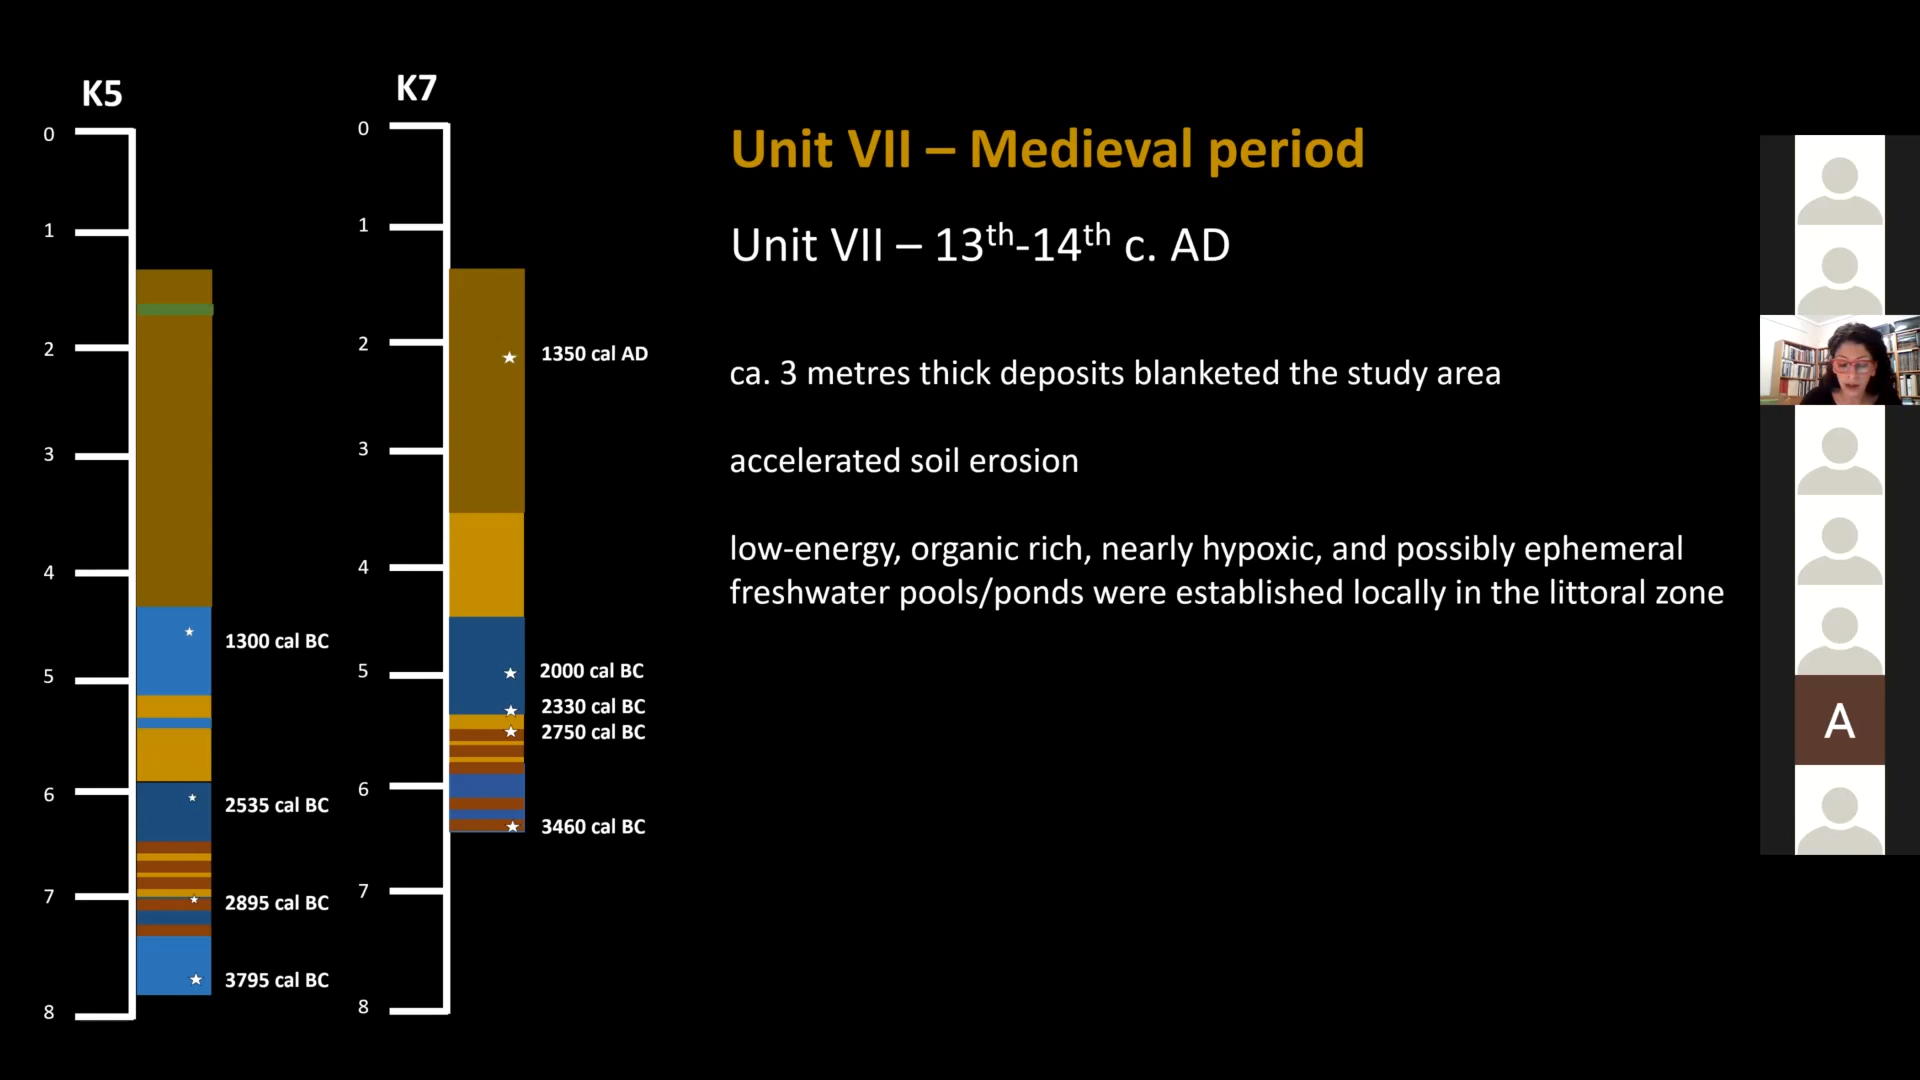 K5
0
1
2
3
4
5
6
7
8
1300 cal BC
2535 cal BC
2895 cal BC
3795 cal BC
K7
0
1
2
3
4
5
6
7
8
1350 cal AD
2000 cal BC
2330 cal BC
2750 cal BC
3460 cal BC
Unit VII – Medieval period
Unit VII – 13th-14th c. AD
ca. 3 metres thick deposits blanketed the study area
accelerated soil erosion
low-energy, organic rich, nearly hypoxic, and possibly ephemeral
freshwater pools/ponds were established locally in the littoral zone
A